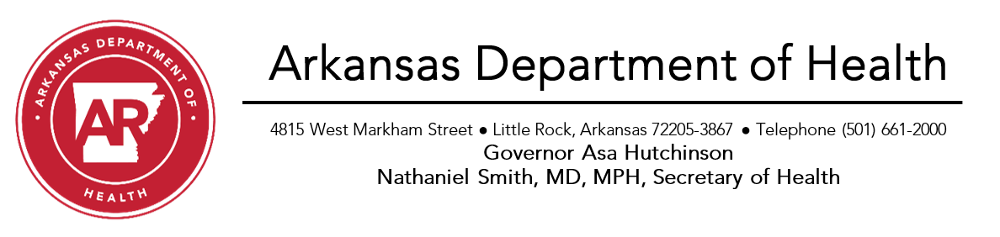 ARKANSAS DEPARTMENT OF
AR
HEALTH
Arkansas Department of Health
4815 West Markham Street ● Little Rock, Arkansas 72205-3867 ● Telephone (501) 661-2000
Governor Asa Hutchinson
Nathaniel Smith, MD, MPH, Secretary of Health